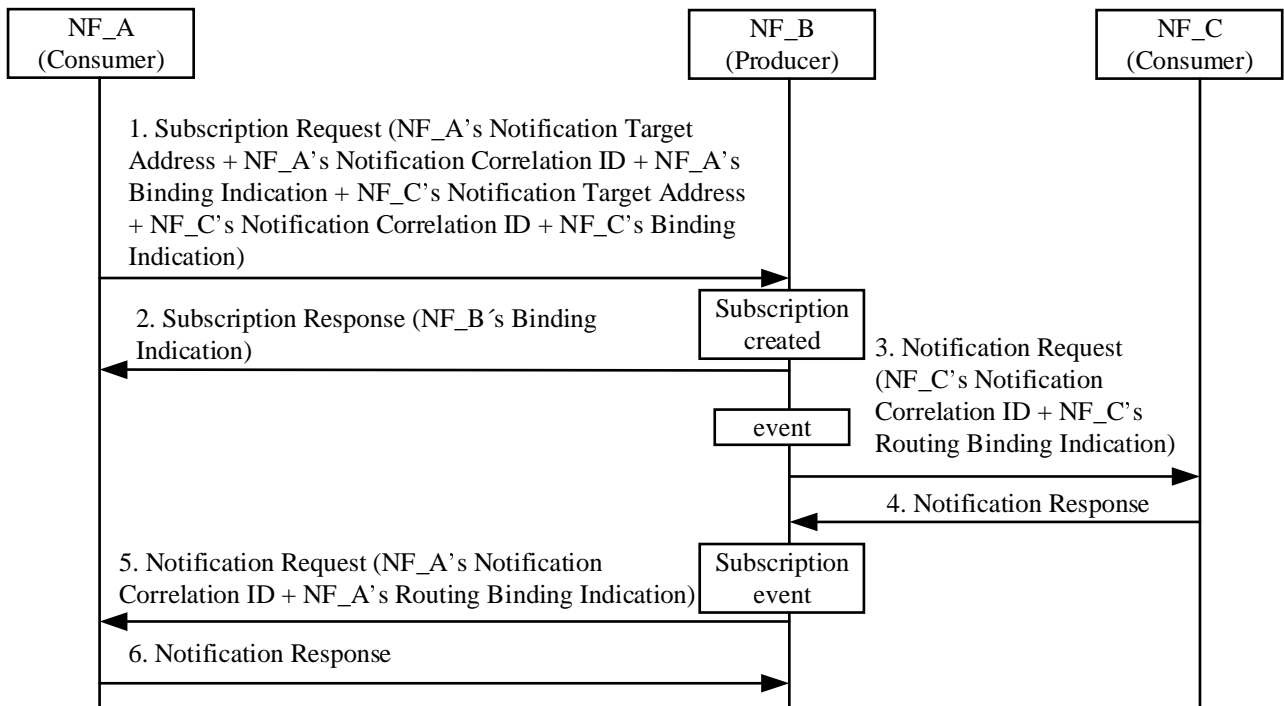 NF_A
(Consumer)
NF_B
(Producer)
NF_C
(Consumer)
1. Subscription Request (NF_A’s Notification Target
Address + NF_A’s Notification Correlation ID + NF_A’s
Binding Indication + NF_C’s Notification Target Address
+ NF_C’s Notification Correlation ID + NF_C’s Binding
Indication)
Subscription
created
2. Subscription Response (NF_B´s Binding
Indication)
3. Notification Request
(NF_C’s Notification
Correlation ID + NF_C’s
Routing Binding Indication)
event
4. Notification Response
5. Notification Request (NF_A’s Notification
Correlation ID + NF_A’s Routing Binding Indication)
Subscription
event
6. Notification Response